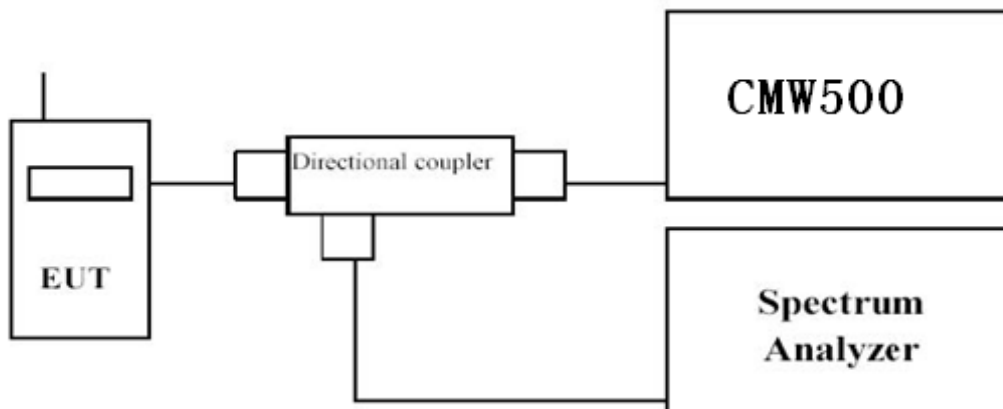 CMW500
Directional coupler
EUT
Spectrum
Analyzer